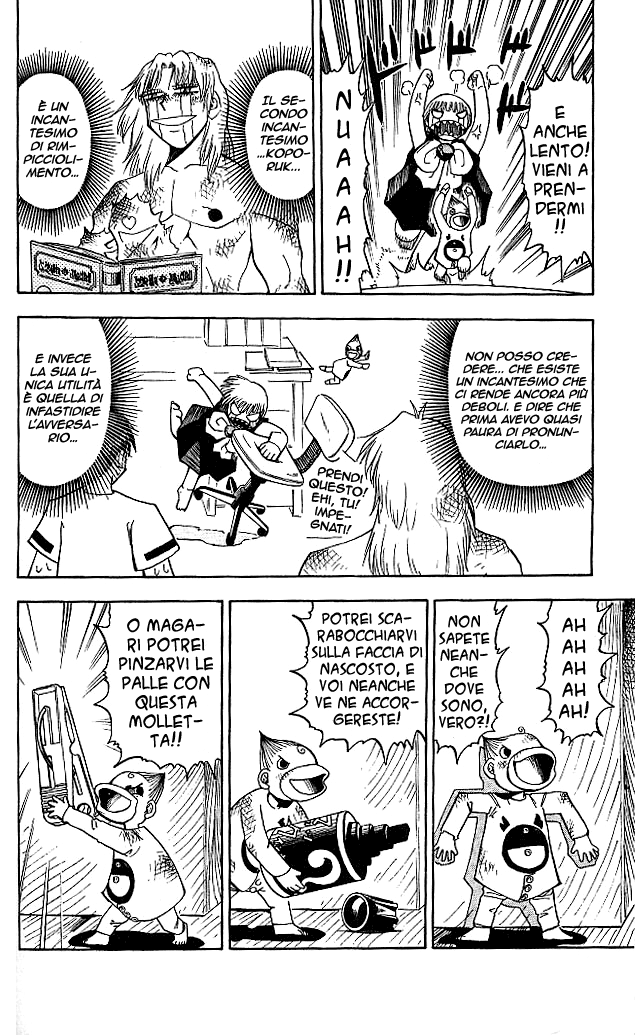 E
ANCHE
LENTO!
VIENI A
PREN-
DERMI
!!
NUAAAAH!!
IL SE-
CONDO
INCAN-
TESIMO
...KOPO-
RUK...
È UN
INCAN-
TESIMO
DI RIM-
PICCIOLI-
MENTO...
NON POSSO CRE-
DERE... CHE ESISTE
UN INCANTESIMO CHE
CI RENDE ANCORA PIÙ
DEBOLI. E DIRE CHE
PRIMA AVEVO QUASI
PAURA DI PRONUN-
CIARLO...
PRENDI
QUESTO!
EHI, TU!
IMPE-
GNATI!
E INVECE
LA SUA U-
NICA UTILITÀ
È QUELLA DI
INFASTIDIRE
L'AVVERSA-
RIO...
AH
AH
AH
AH
AH!
NON
SAPETE
NEAN-
CHE
DOVE
SONO,
VERO?!
POTREI SCA-
RABOCCHIARVI
SULLA FACCIA DI
NASCOSTO, E
VOI NEANCHE
VE NE ACCOR-
GERESTE!
O MAGA-
RI POTREI
PINZARVI LE
PALLE CON
QUESTA
MOLLET-
TA!!